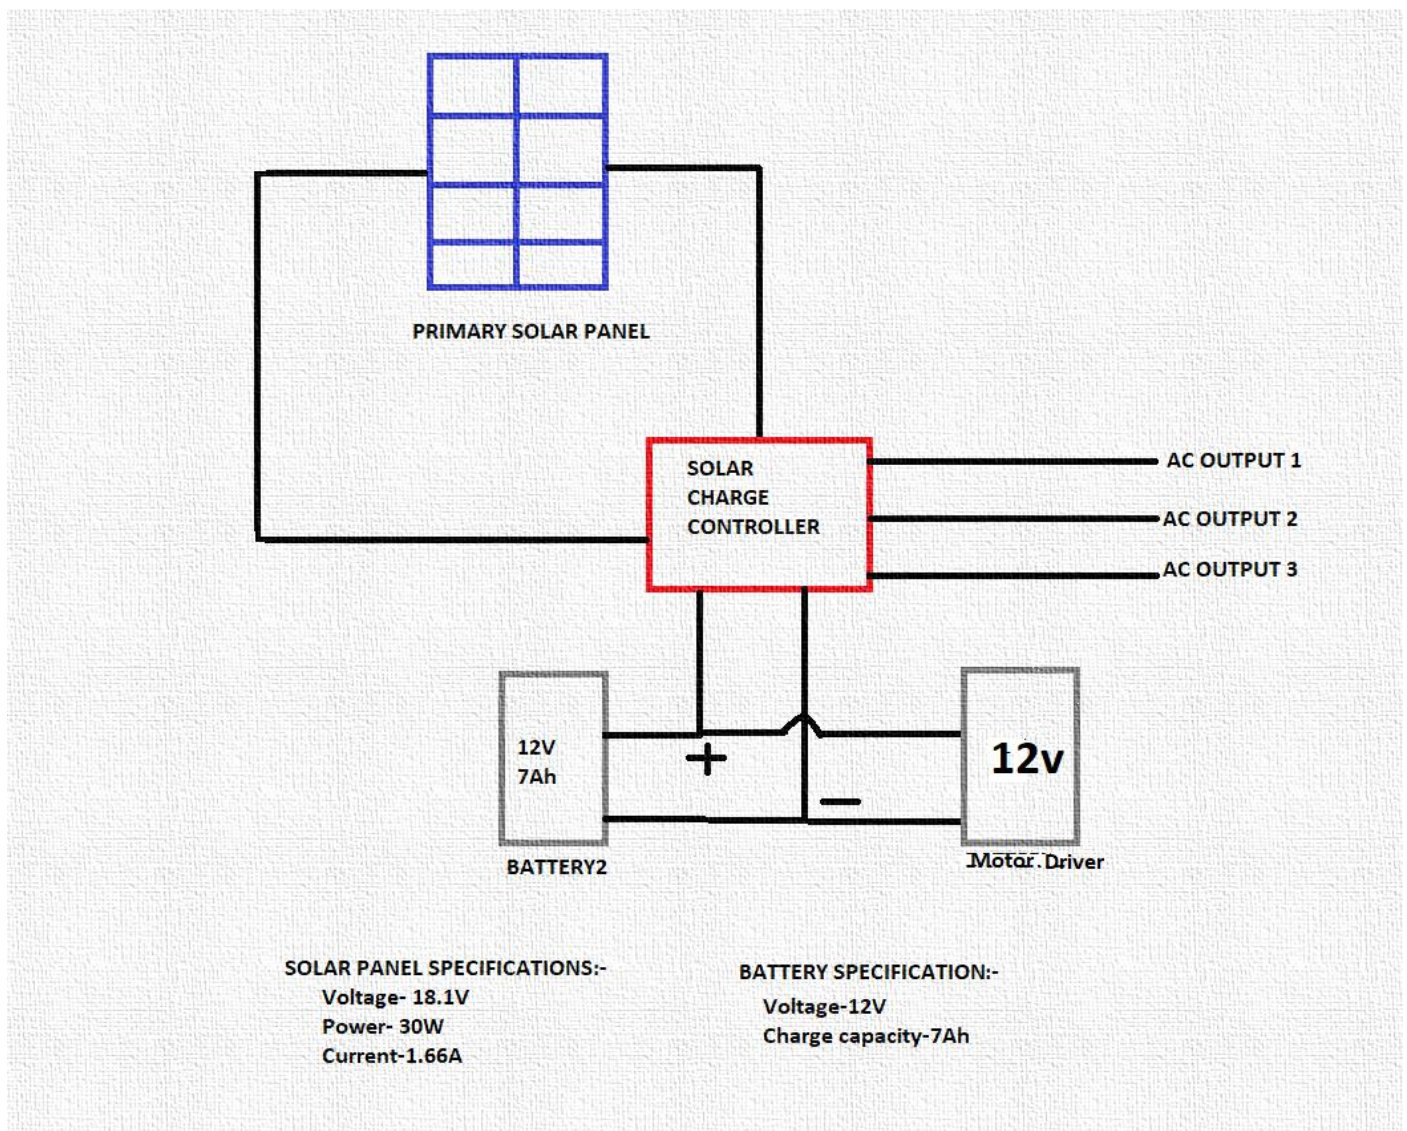 PRIMARY SOLAR PANEL
SOLAR
CHARGE
CONTROLLER
AC OUTPUT 1
AC OUTPUT 2
AC OUTPUT 3
12V
7Ah
+
−
12v
BATTERY2
Motor Driver
SOLAR PANEL SPECIFICATIONS:-
Voltage- 18.1V
Power- 30W
Current-1.66A
BATTERY SPECIFICATION:-
Voltage-12V
Charge capacity-7Ah